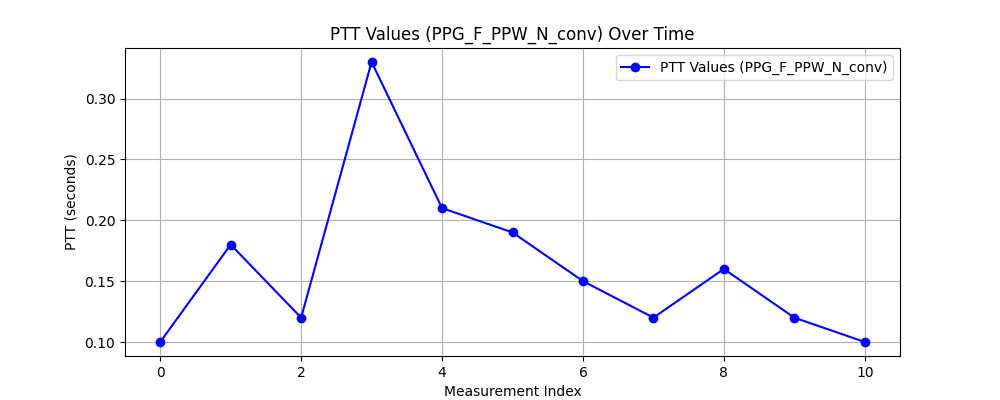 PTT Values (PPG_F_PPW_N_conv) Over Time
PTT Values (PPG_F_PPW_N_conv)
PTT (seconds)
0.30
0.25
0.20
0.15
0.10
0 2 4 6 8 10
Measurement Index